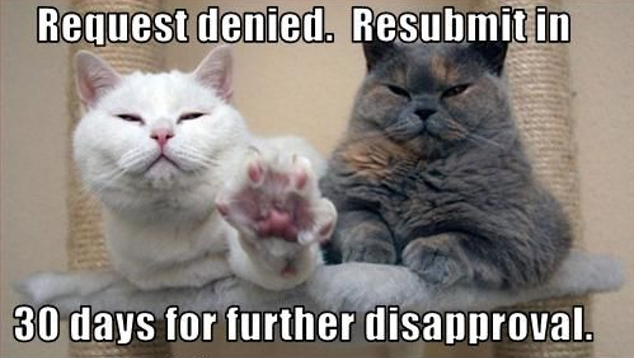 Request denied. Resubmit in
30 days for further disapproval.